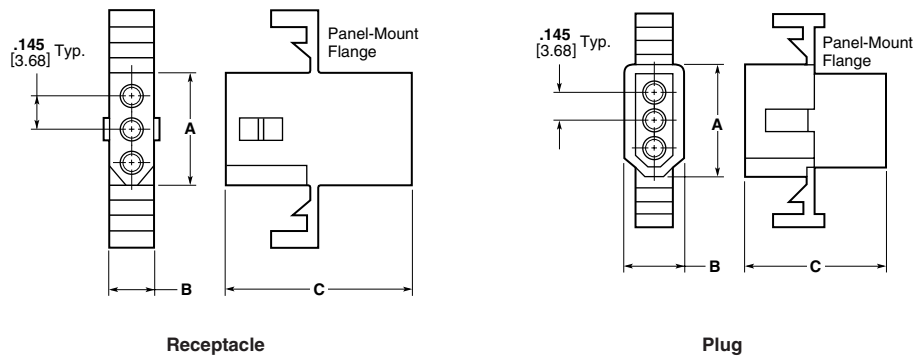 .145
[3.68] Typ.
Panel-Mount
Flange
A
B
C
Receptacle
.145
[3.68] Typ.
Panel-Mount
Flange
A
B
C
Plug